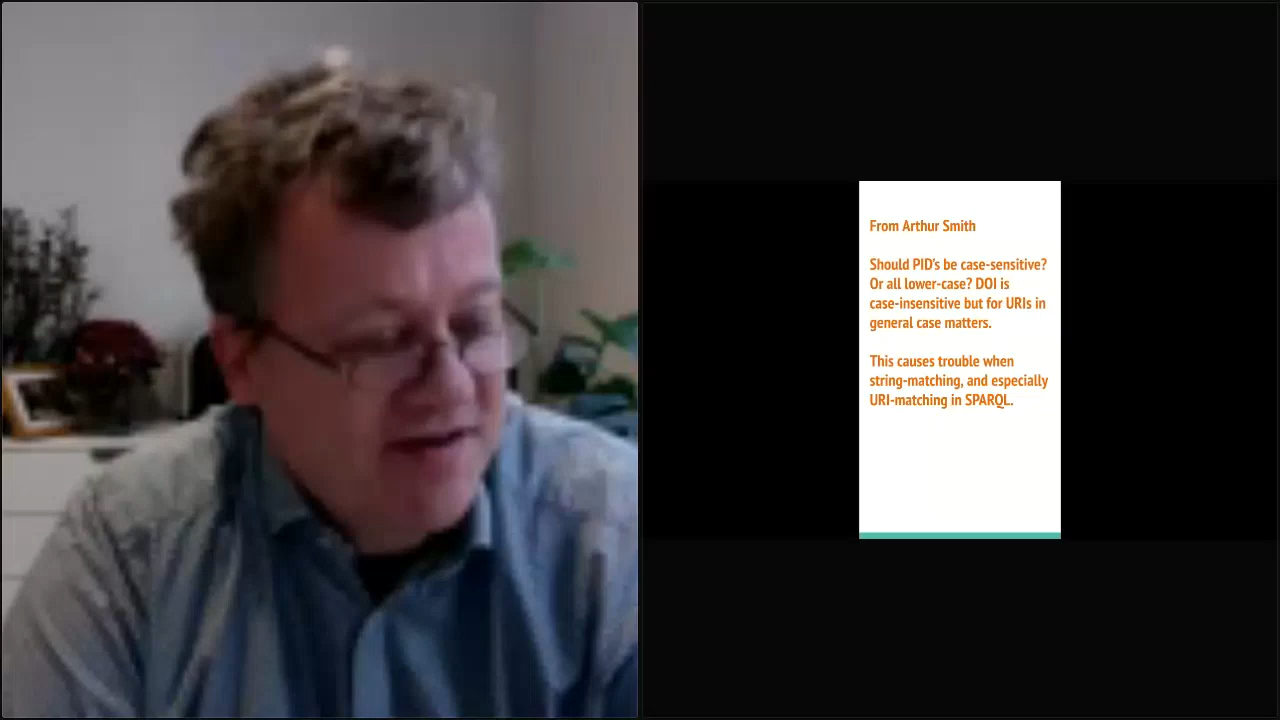 From Arthur Smith
Should PID's be case-sensitive?
Or all lower-case? DOI is
case-insensitive but for URIs in
general case matters.
This causes trouble when
string-matching, and especially
URI-matching in SPARQL.